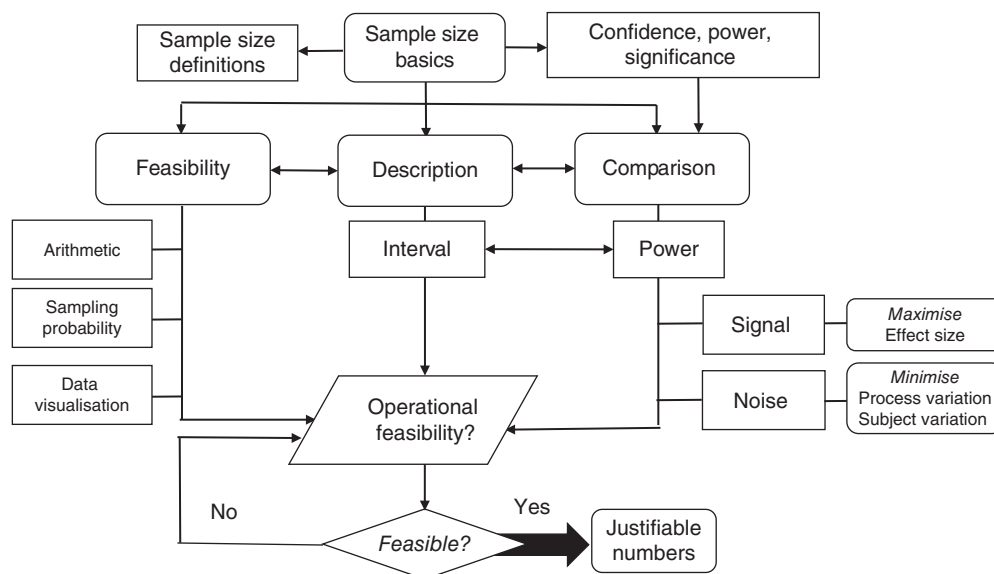 Sample size
definitions
Sample size
basics
Confidence, power,
significance
Feasibility
Description
Comparison
Arithmetic
Interval
Power
Sampling
probability
Signal
Maximise
Effect size
Data
visualisation
Operational
feasibility?
Noise
Minimise
Process variation
Subject variation
No
Yes
Feasible?
Justifiable
numbers